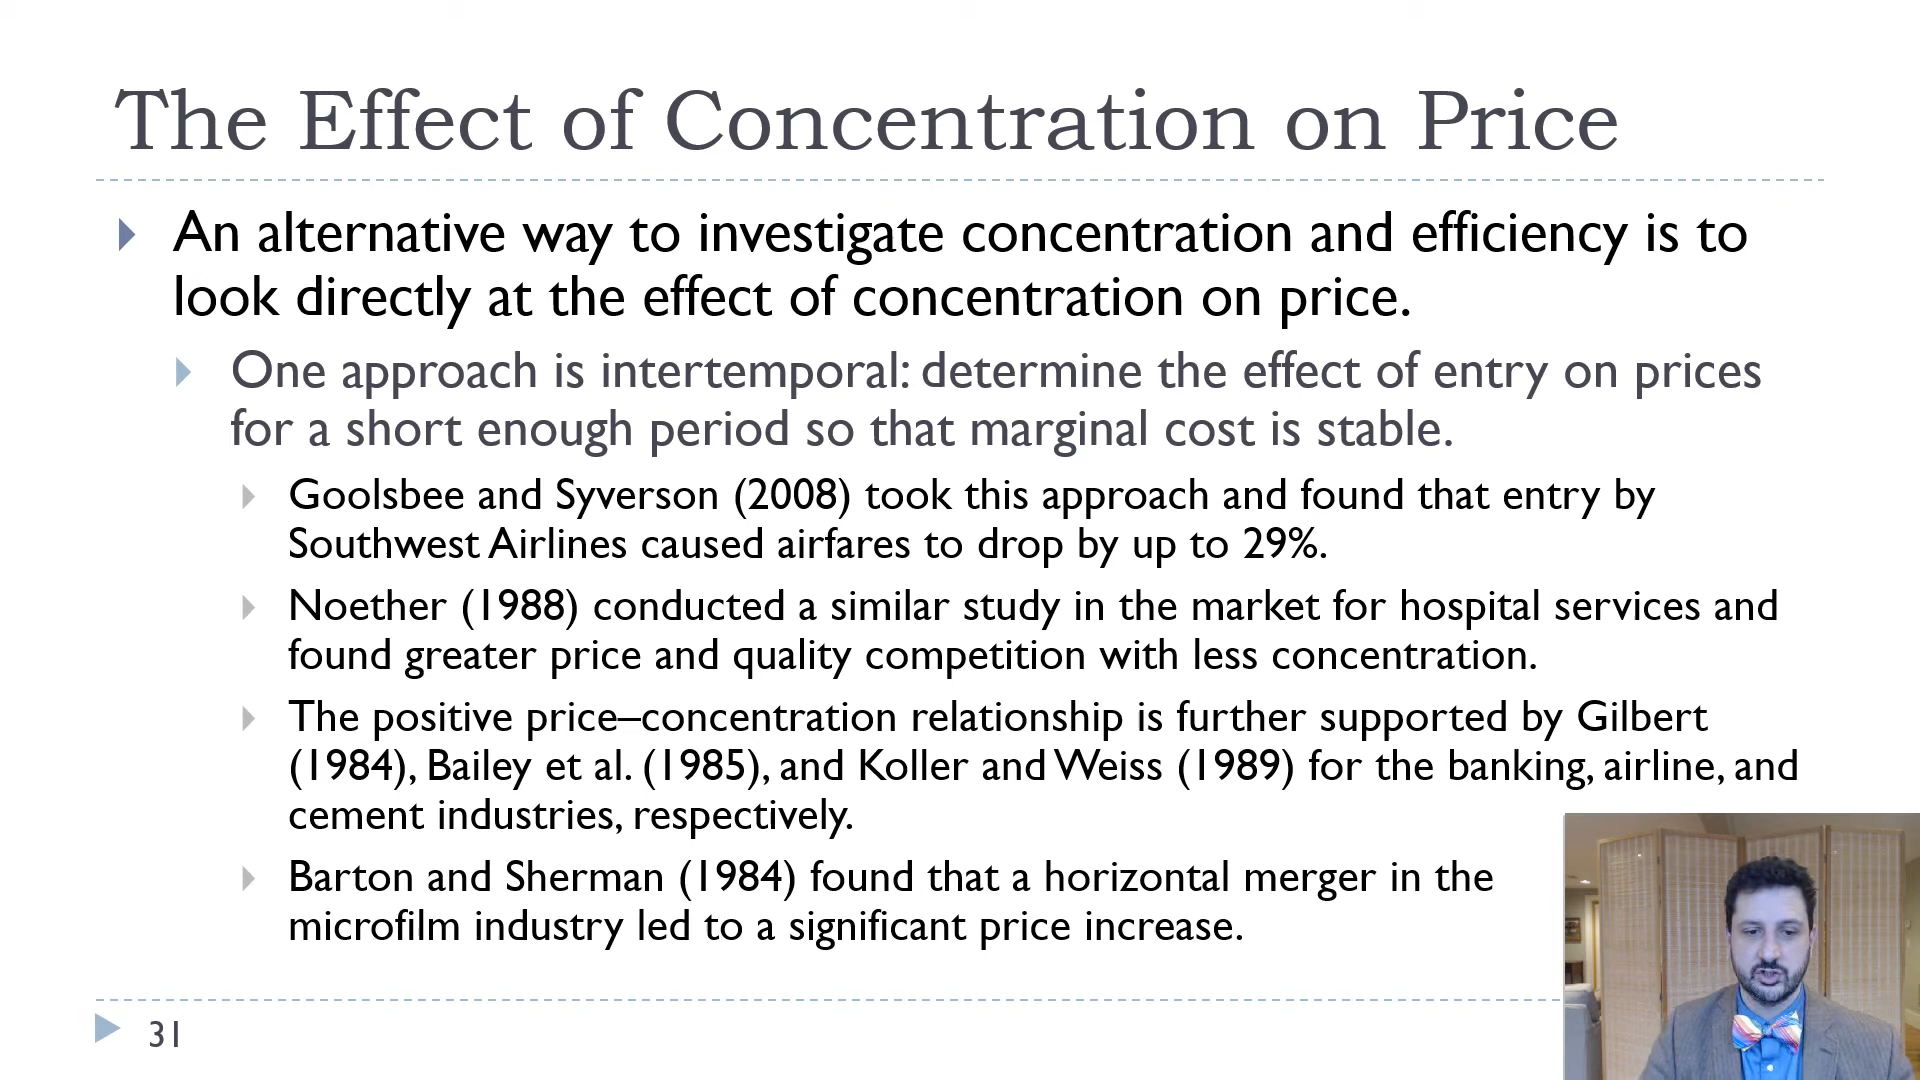 The Effect of Concentration on Price
An alternative way to investigate concentration and efficiency is to
look directly at the effect of concentration on price.
One approach is intertemporal: determine the effect of entry on prices
for a short enough period so that marginal cost is stable.
Goolsbee and Syverson (2008) took this approach and found that entry by
Southwest Airlines caused airfares to drop by up to 29%.
Noether (1988) conducted a similar study in the market for hospital services and
found greater price and quality competition with less concentration.
The positive price–concentration relationship is further supported by Gilbert
(1984), Bailey et al. (1985), and Koller and Weiss (1989) for the banking, airline, and
cement industries, respectively.
Barton and Sherman (1984) found that a horizontal merger in the
microfilm industry led to a significant price increase.
31